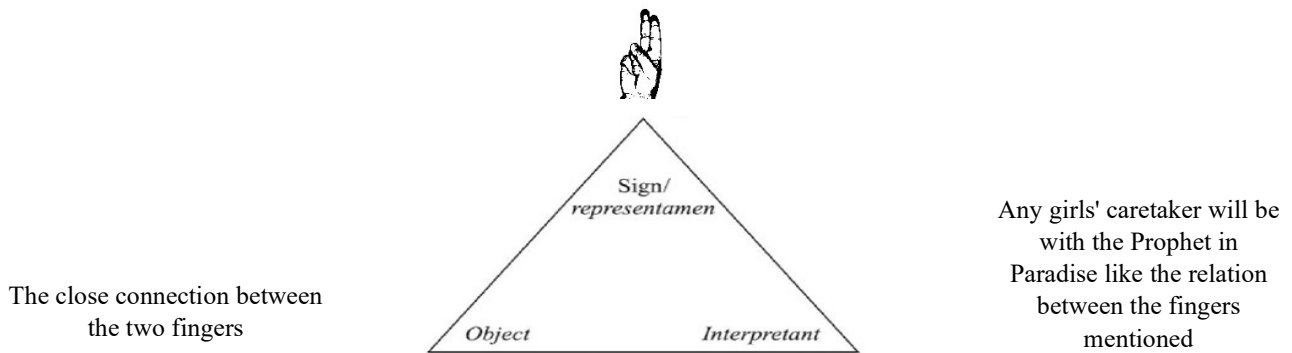 Sign/
representamen
Any girls' caretaker will be
with the Prophet in
Paradise like the relation
between the fingers
mentioned
The close connection between
the two fingers
Object
Interpretant